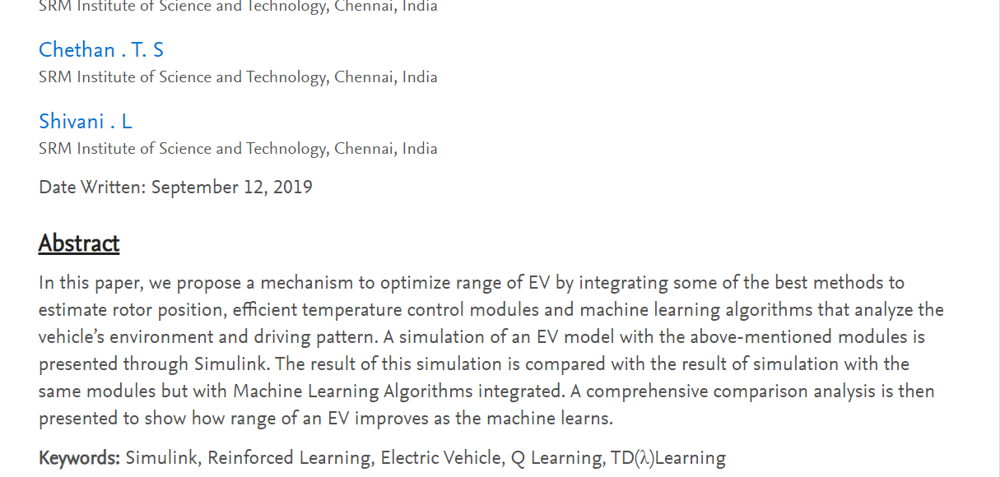 SRM Institute of Science and Technology, Chennai, India
Chethan . T. S
SRM Institute of Science and Technology, Chennai, India
Shivani . L
SRM Institute of Science and Technology, Chennai, India
Date Written: September 12, 2019
Abstract
In this paper, we propose a mechanism to optimize range of EV by integrating some of the best methods to
estimate rotor position, efficient temperature control modules and machine learning algorithms that analyze the
vehicle’s environment and driving pattern. A simulation of an EV model with the above-mentioned modules is
presented through Simulink. The result of this simulation is compared with the result of simulation with the
same modules but with Machine Learning Algorithms integrated. A comprehensive comparison analysis is then
presented to show how range of an EV improves as the machine learns.
Keywords: Simulink, Reinforced Learning, Electric Vehicle, Q Learning, TD(λ)Learning